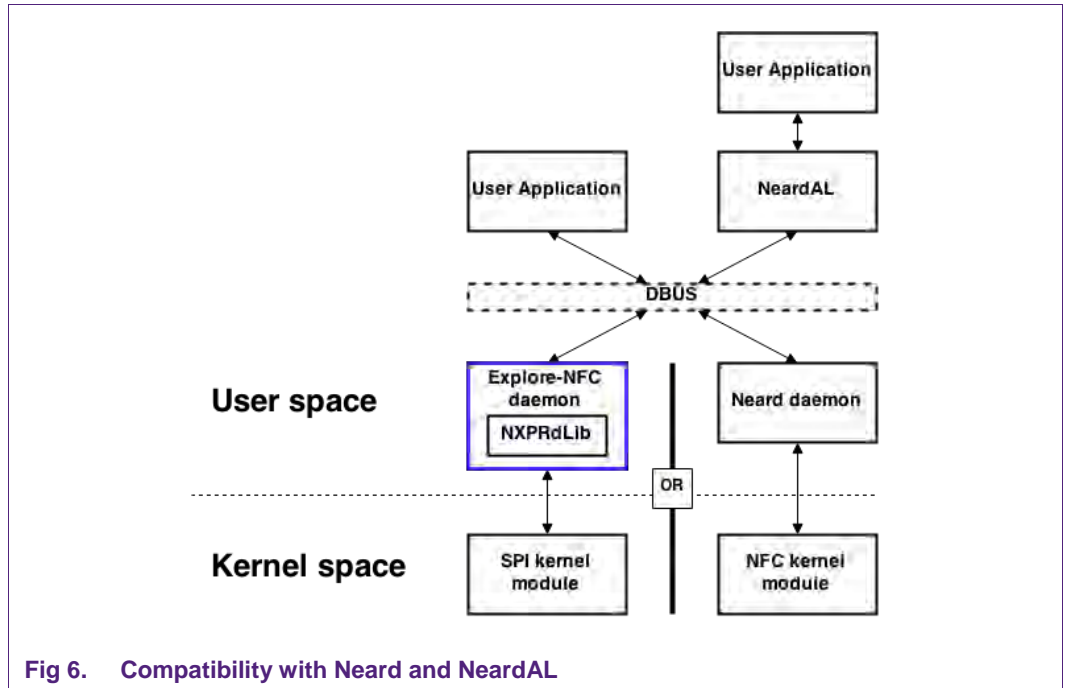 User Application
User Application
NeardAL
DBUS
Explore-NFC
daemon
NXPRdLib
Neard daemon
User space
OR
Kernel space
SPI kernel
module
NFC kernel
module
Fig 6. Compatibility with Neard and NeardAL